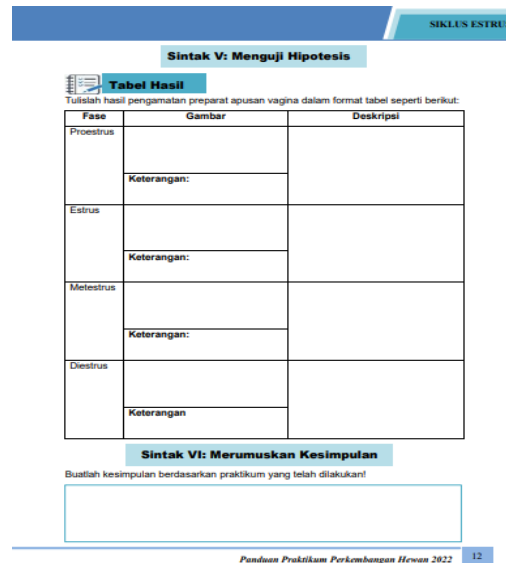 SIKLUS ESTRU
Sintak V: Menguji Hipotesis
Tabel Hasil
Tulislah hasil pengamatan preparat apusan vagina dalam format tabel seperti berikut:
Fase Gambar Deskripsi
Proestrus
Keterangan:
Estrus
Keterangan:
Metestrus
Keterangan:
Diestrus
Keterangan
Sintak VI: Merumuskan Kesimpulan
Buatlah kesimpulan berdasarkan praktikum yang telah dilakukan!
Panduan Praktikum Perkembangan Hewan 2022 12